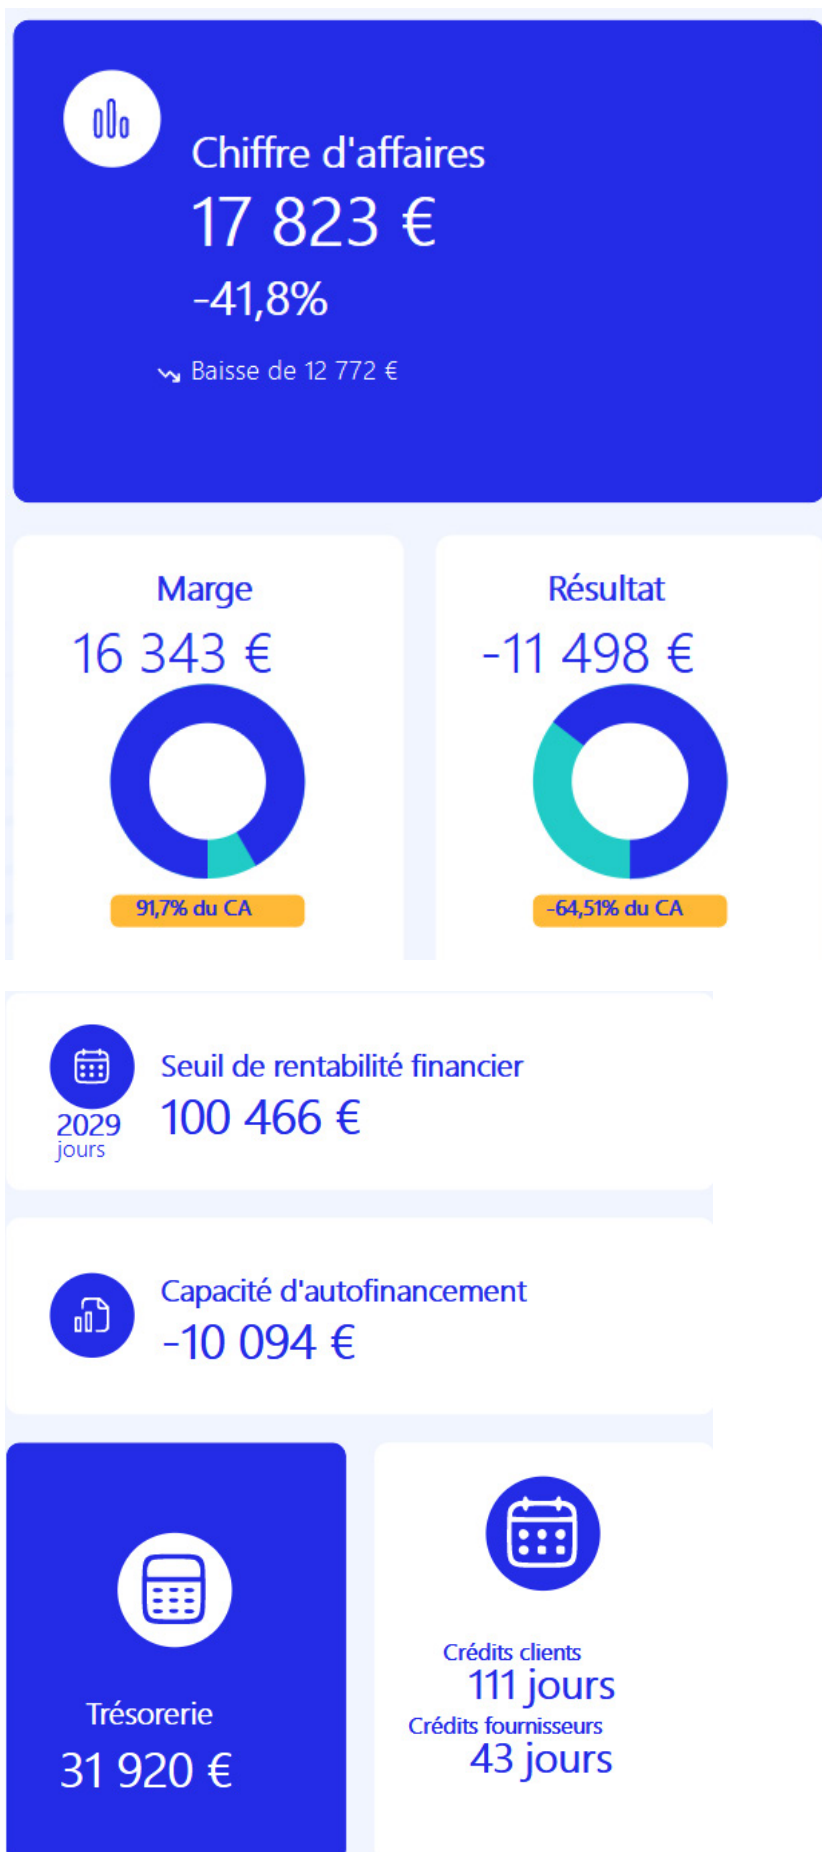 Chiffre d'affaires
17 823 €
-41,8%
Baisse de 12 772 €
Marge
16 343 €
91,7% du CA
Résultat
-11 498 €
-64,51% du CA
Seuil de rentabilité financier
100 466 €
2029
jours
Capacité d'autofinancement
-10 094 €
Trésorerie
31 920 €
Crédits clients
111 jours
Crédits fournisseurs
43 jours